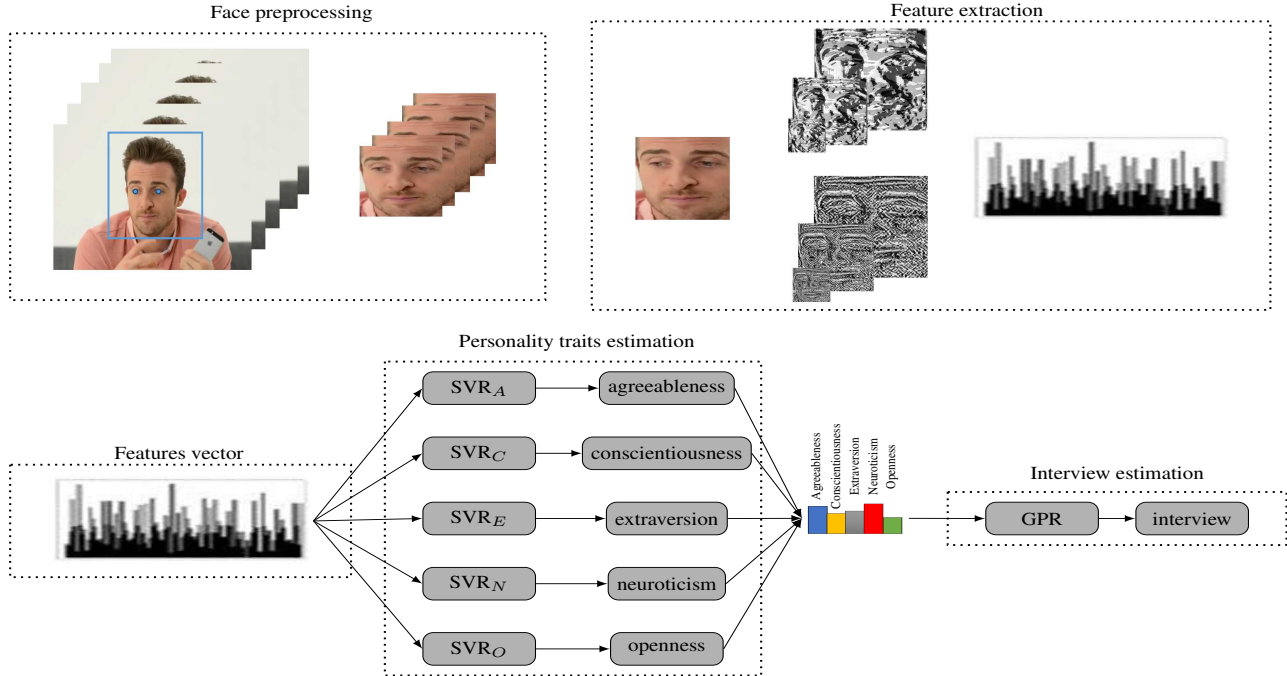 Face preprocessing
Feature extraction
Personality traits estimation
SVR_A
agreeableness
SVR_C
conscientiousness
Features vector
SVR_E
extraversion
SVR_N
neuroticism
SVR_O
openness
Agreeableness
Conscientiousness
Extraversion
Neuroticism
Openness
Interview estimation
GPR
interview